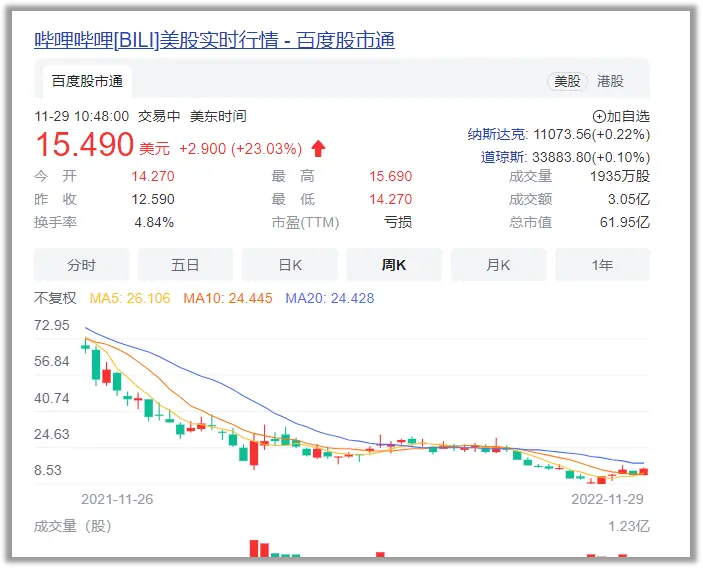 哔哩哔哩[BILI]美股实时行情 - 百度股市通
百度股市通 美股 港股
11-29 10:48:00 交易中 美东时间 加自选
15.490 美元 +2.900 (+23.03%) 纳斯达克: 11073.56(+0.22%)
道琼斯: 33883.80(+0.10%)
今 开 14.270 最 高 15.690 成交量 1935万股
昨 收 12.590 最 低 14.270 成交额 3.05亿
换手率 4.84% 市盈(TTM) 亏损 总市值 61.95亿
分时 五日 日K 周K 月K 1年
不复权 MA5: 26.106 MA10: 24.445 MA20: 24.428
72.95
56.84
40.74
24.63
8.53
2021-11-26 2022-11-29
成交量（股） 1.23亿